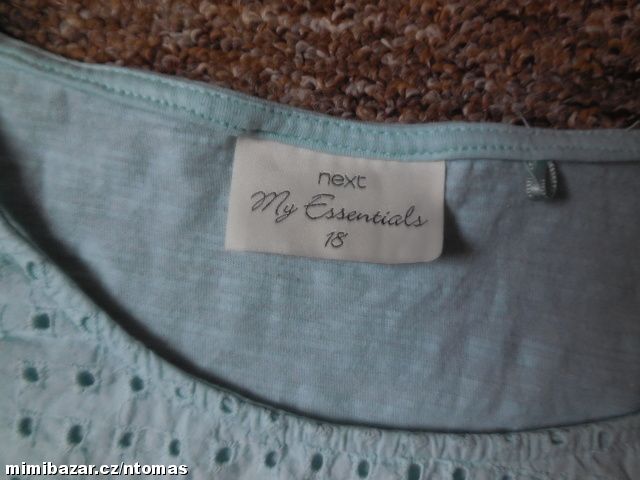 next
My Essentials
18
mimibazar.cz/ntomas